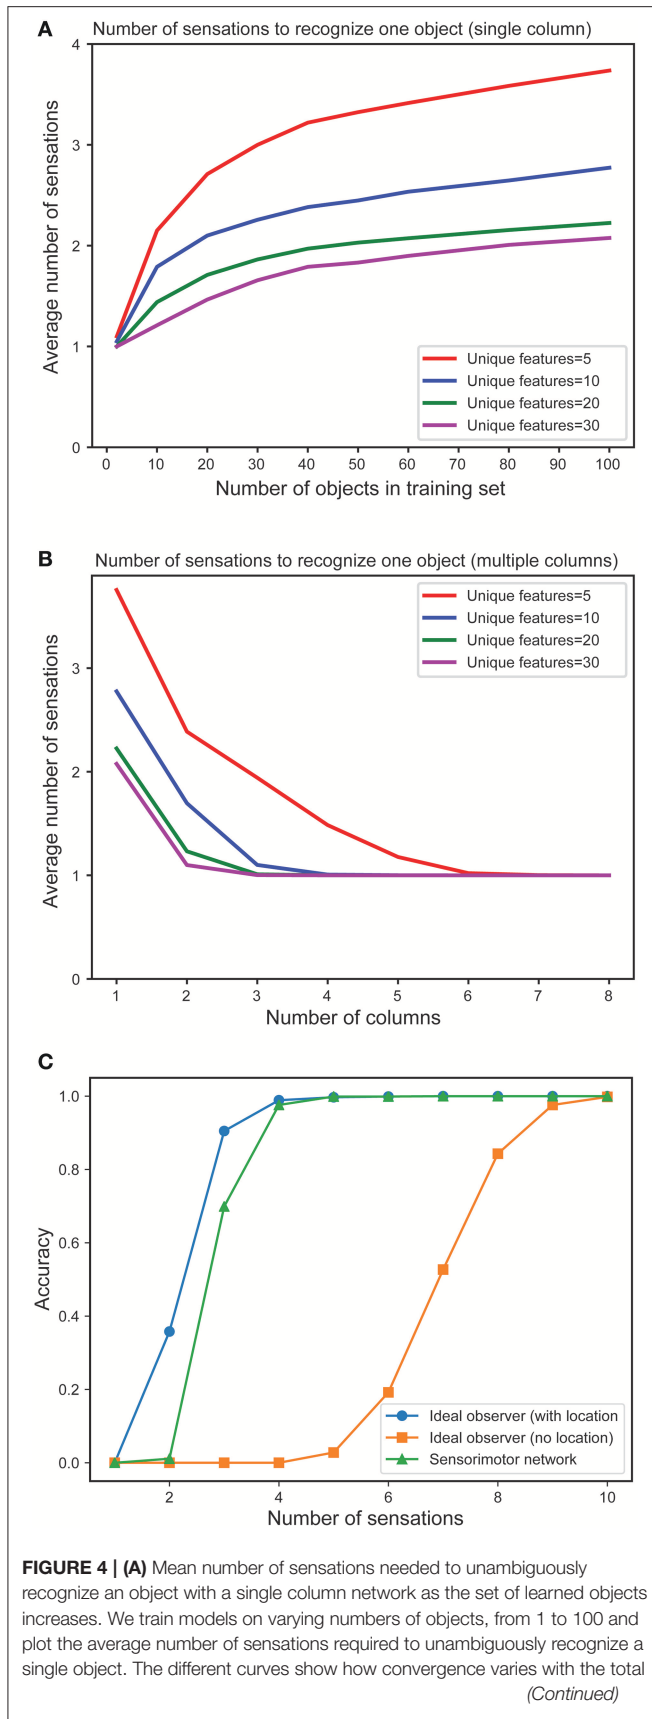 A Number of sensations to recognize one object (single column)
4
3
2
1
0
Average number of sensations
Unique features=5
Unique features=10
Unique features=20
Unique features=30
0 10 20 30 40 50 60 70 80 90 100
Number of objects in training set
B Number of sensations to recognize one object (multiple columns)
3
2
1
0
Average number of sensations
Unique features=5
Unique features=10
Unique features=20
Unique features=30
1 2 3 4 5 6 7 8
Number of columns
C
1.0
0.8
0.6
0.4
0.2
0.0
Accuracy
Ideal observer (with location
Ideal observer (no location)
Sensorimotor network
2 4 6 8 10
Number of sensations
FIGURE 4 | (A) Mean number of sensations needed to unambiguously
recognize an object with a single column network as the set of learned objects
increases. We train models on varying numbers of objects, from 1 to 100 and
plot the average number of sensations required to unambiguously recognize a
single object. The different curves show how convergence varies with the total
(Continued)